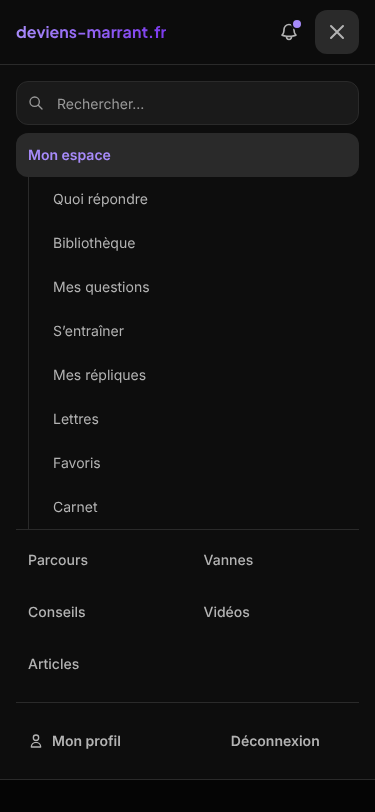 deviens-marrant.fr
Rechercher...
Mon espace
Quoi répondre
Bibliothèque
Mes questions
S'entraîner
Mes répliques
Lettres
Favoris
Carnet
Parcours
Vannes
Conseils
Vidéos
Articles
Mon profil
Déconnexion